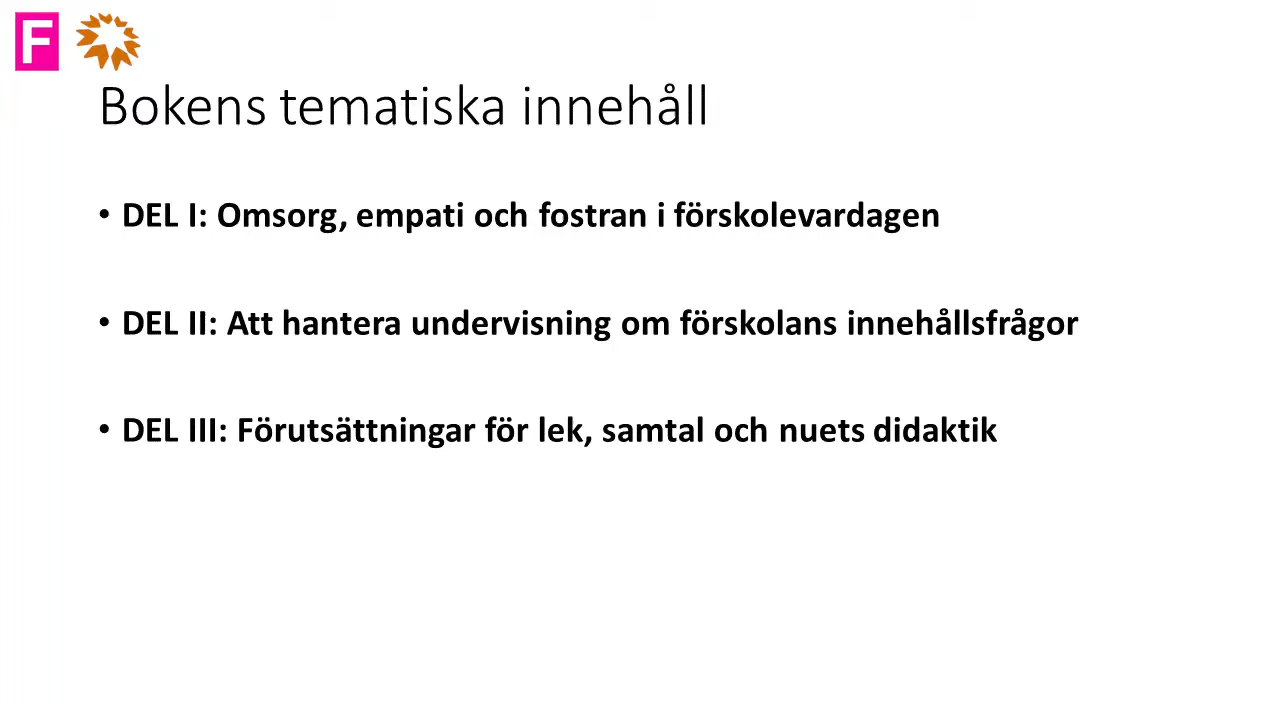 F
Bokens tematiska innehåll
• DEL I: Omsorg, empati och fostran i förskolevardagen
• DEL II: Att hantera undervisning om förskolans innehållsfrågor
• DEL III: Förutsättningar för lek, samtal och nuets didaktik